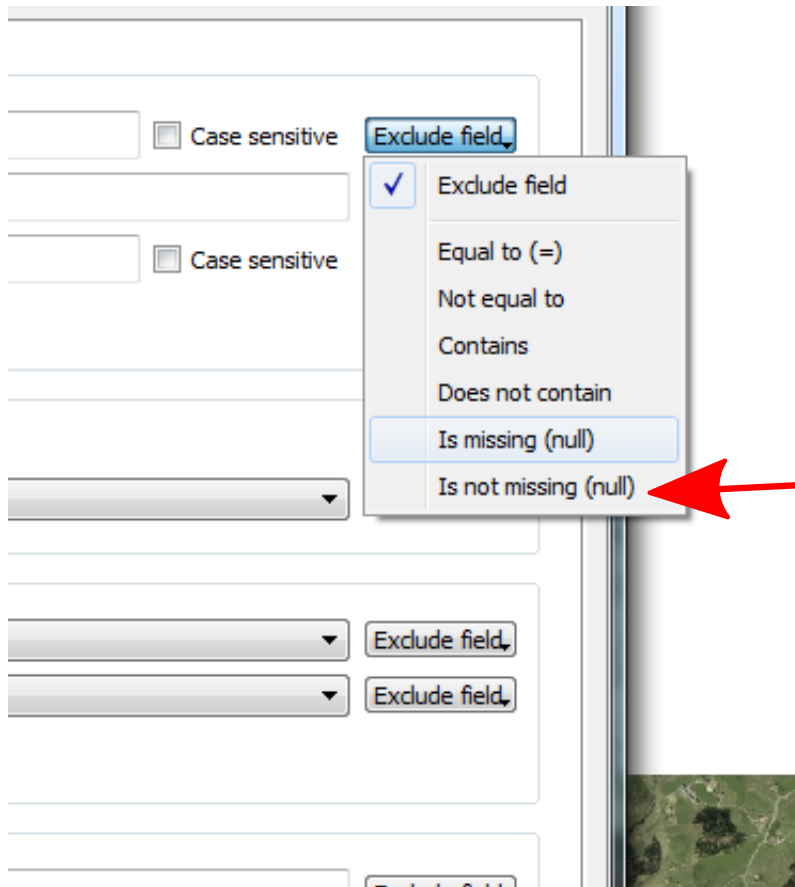 Case sensitive Exclude field
Exclude field
Equal to (=)
Case sensitive
Not equal to
Contains
Does not contain
Is missing (null)
Is not missing (null)
Exclude field
Exclude field